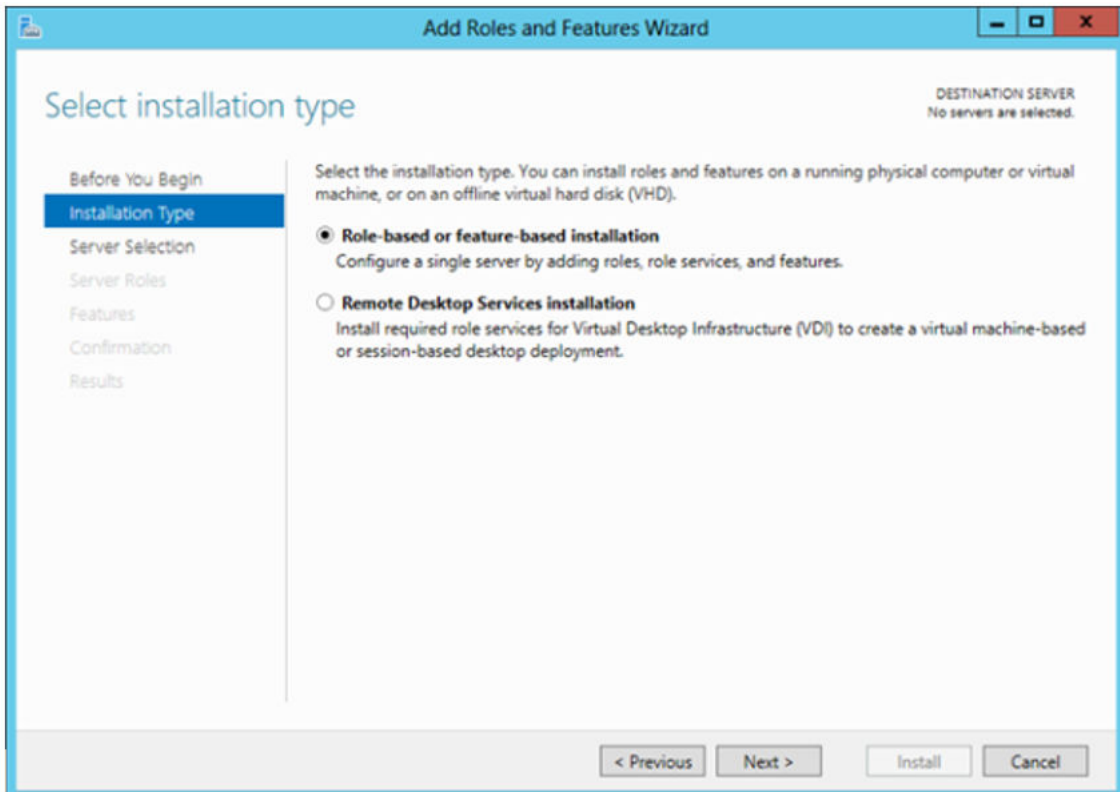 Add Roles and Features Wizard
x
Select installation type
DESTINATION SERVER
No servers are selected.
Before You Begin
Installation Type
Server Selection
Server Roles
Features
Confirmation
Results
Select the installation type. You can install roles and features on a running physical computer or virtual
machine, or on an offline virtual hard disk (VHD).
Role-based or feature-based installation
Configure a single server by adding roles, role services, and features.
Remote Desktop Services installation
Install required role services for Virtual Desktop Infrastructure (VDI) to create a virtual machine-based
or session-based desktop deployment.
< Previous
Next >
Install
Cancel